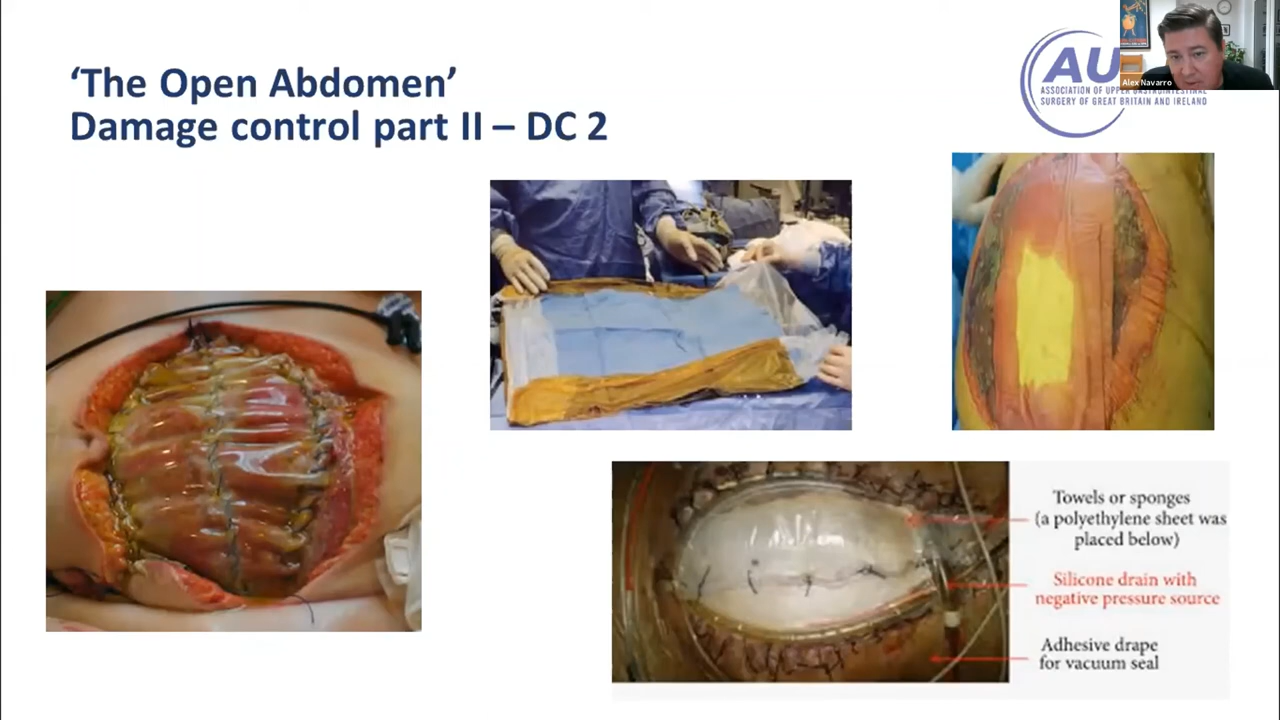 ‘The Open Abdomen’
Damage control part II – DC 2
AU
ASSOCIATION OF UPPER GASTROINTESTINAL
SURGERY OF GREAT BRITAIN AND IRELAND
Alex Navarro
Towels or sponges
(a polyethylene sheet was
placed below)
Silicone drain with
negative pressure source
Adhesive drape
for vacuum seal